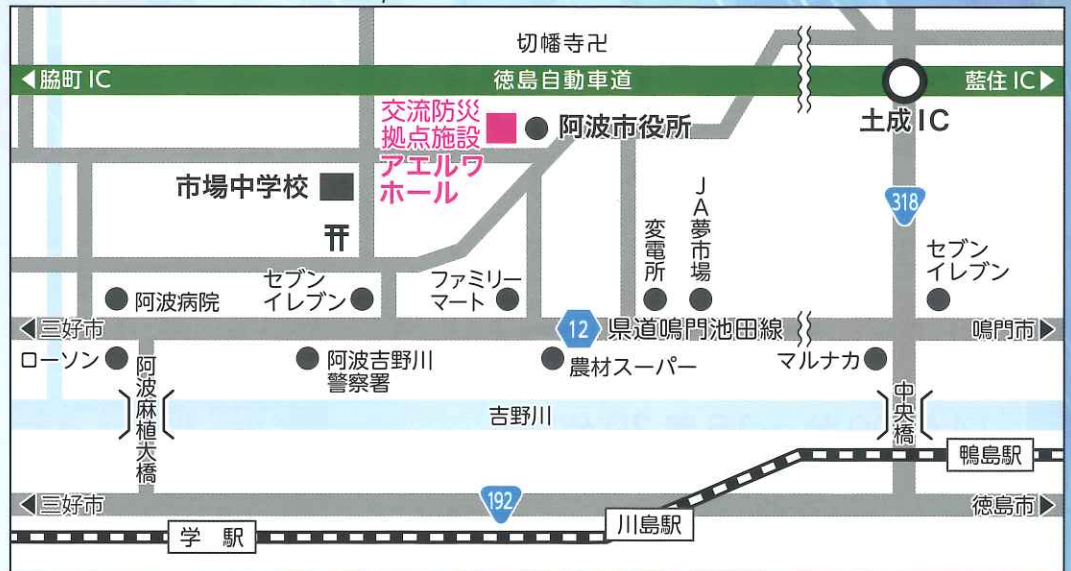 切幡寺卍
◀脇町IC
徳島自動車道
藍住IC▶
交流防災
拠点施設
アエルワ
ホール
阿波市役所
土成IC
市場中学校
318
JA夢市場
変電所
セブン
イレブン
阿波病院
セブン
イレブン
ファミリー
マート
◀三好市
12
県道鳴門池田線
鳴門市▶
ローソン
阿波麻植大橋
阿波吉野川
警察署
農材スーパー
マルナカ
中央橋
吉野川
鴨島駅
◀三好市
192
徳島市▶
学駅
川島駅